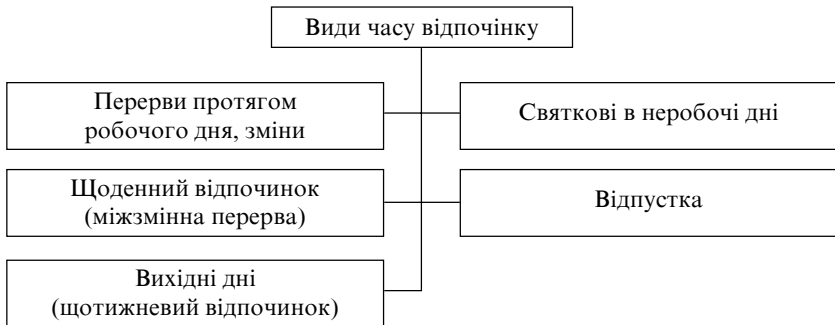 Види часу відпочінку
Перерви протягом
робочого дня, зміни
Святкові в неробочі дні
Щоденний відпочинок
(міжзмінна перерва)
Відпустка
Вихідні дні
(щотижневий відпочинок)